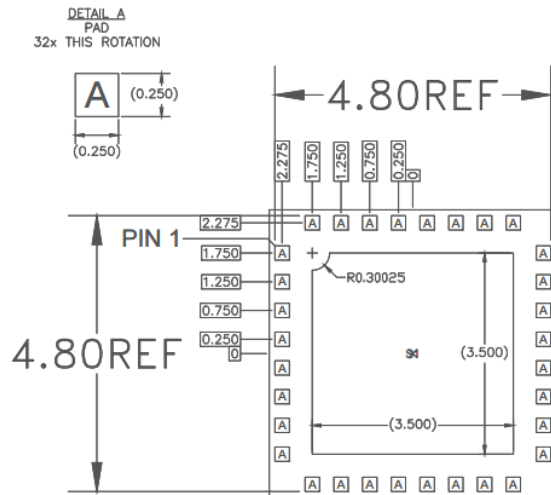 DETAIL A
PAD
32x THIS ROTATION
A
(0.250)
(0.250)
4.80REF
2.275
1.750
1.250
0.750
0.250
0
2.275
A A A A A A A A
PIN 1
1.750
A
A
1.250
A
A
R0.30025
0.750
A
A
0.250
A
A
0
4.80REF
(3.500)
A
A
A
A
(3.500)
A
A
A
A
A A A A A A A A